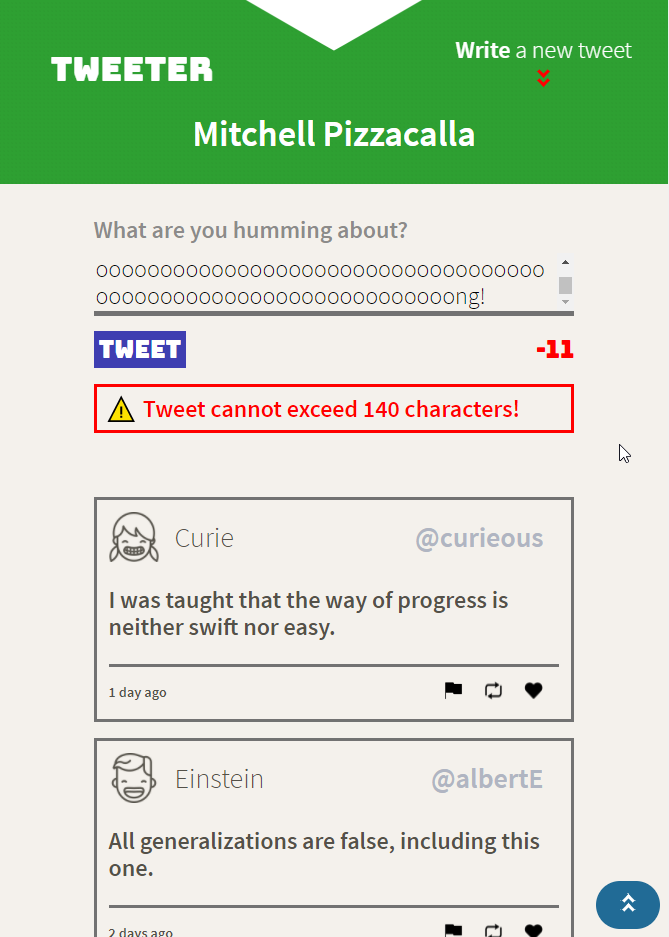 Write a new tweet
TWEETER
Mitchell Pizzacalla
What are you humming about?
ooooooooooooooooooooooooooooooooooo
oooooooooooooooooooooooooooong!
TWEET
-11
Tweet cannot exceed 140 characters!
Curie
@curieous
I was taught that the way of progress is
neither swift nor easy.
1 day ago
Einstein
@albertE
All generalizations are false, including this
one.
2 days ago